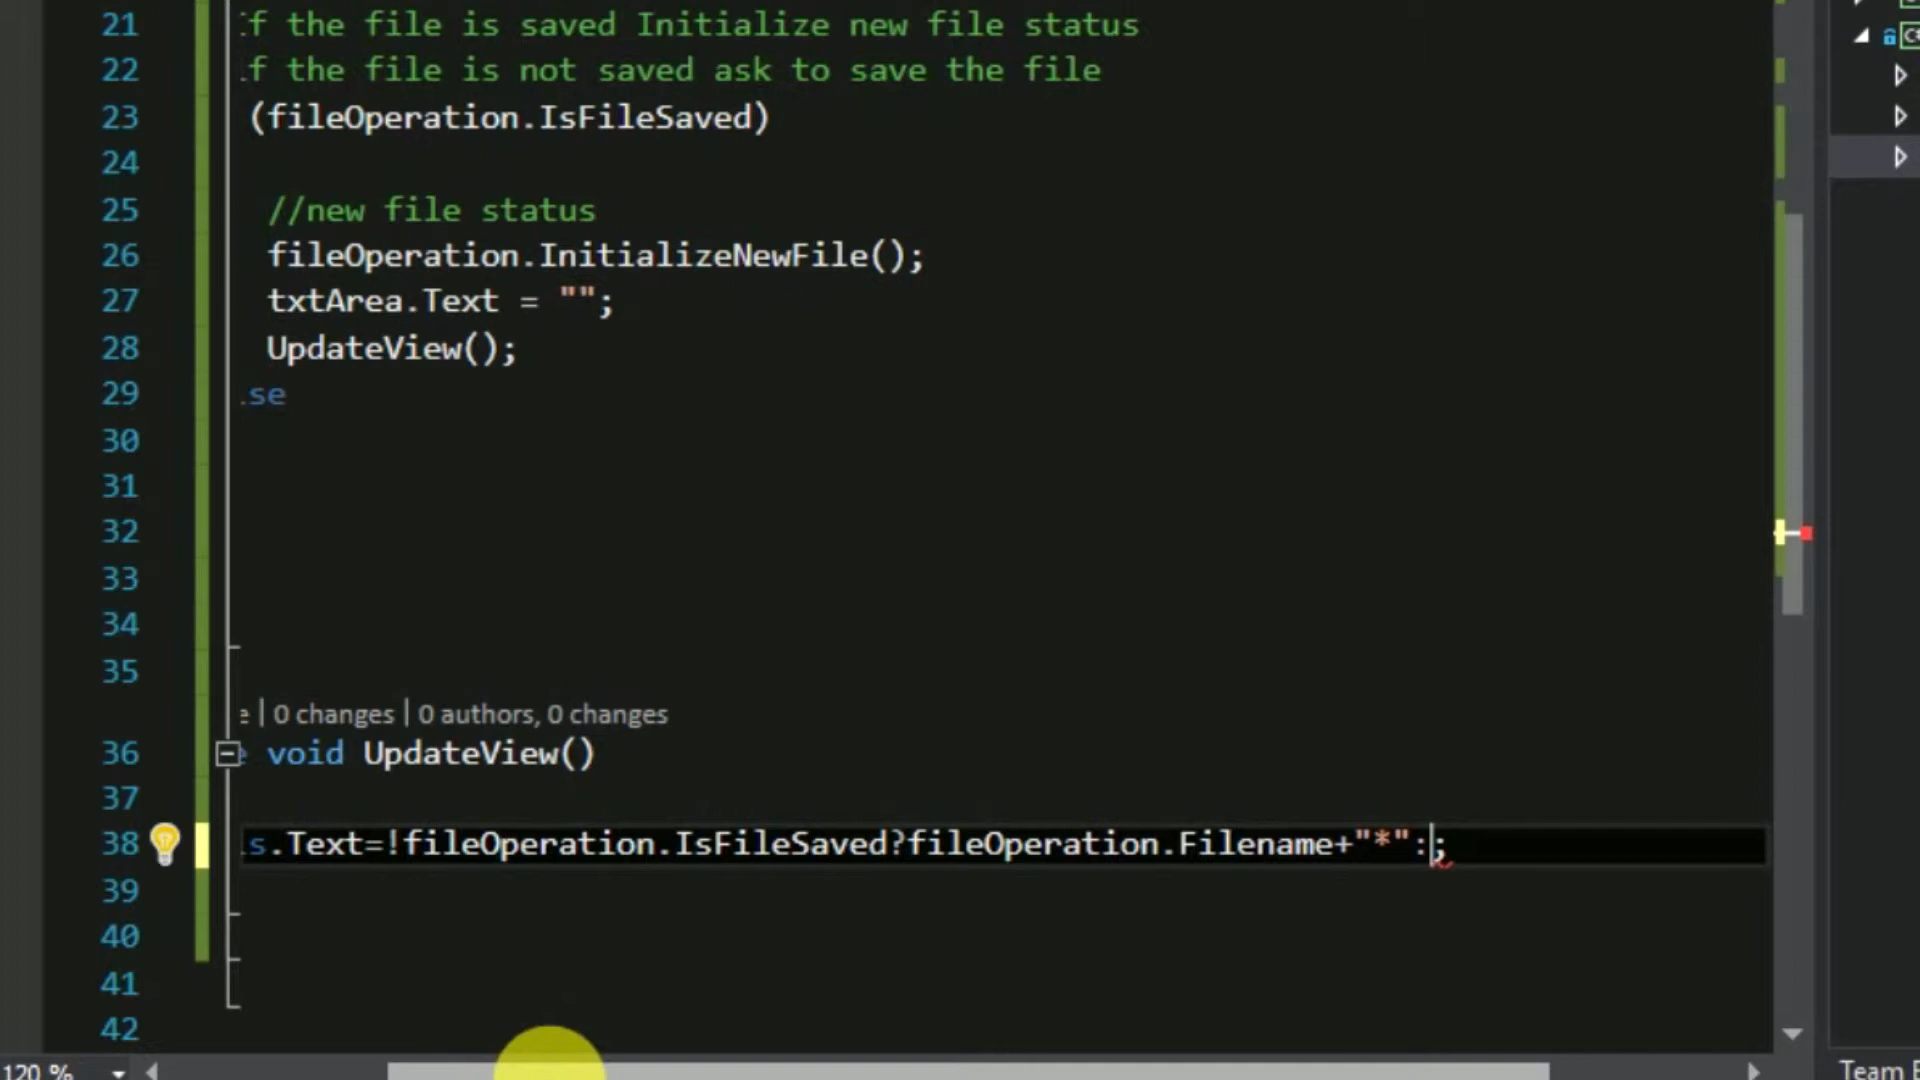 21 If the file is saved Initialize new file status
22 if the file is not saved ask to save the file
23 (fileOperation.IsFileSaved)
24
25 //new file status
26 fileOperation.InitializeNewFile();
27 txtArea.Text = "";
28 UpdateView();
29 se
30
31
32
33
34
35
e | 0 changes | 0 authors, 0 changes
36 e void UpdateView()
37
38 s.Text=!fileOperation.IsFileSaved?fileOperation.Filename+"*":;
39
40
41
42
120 %
Team E
C#